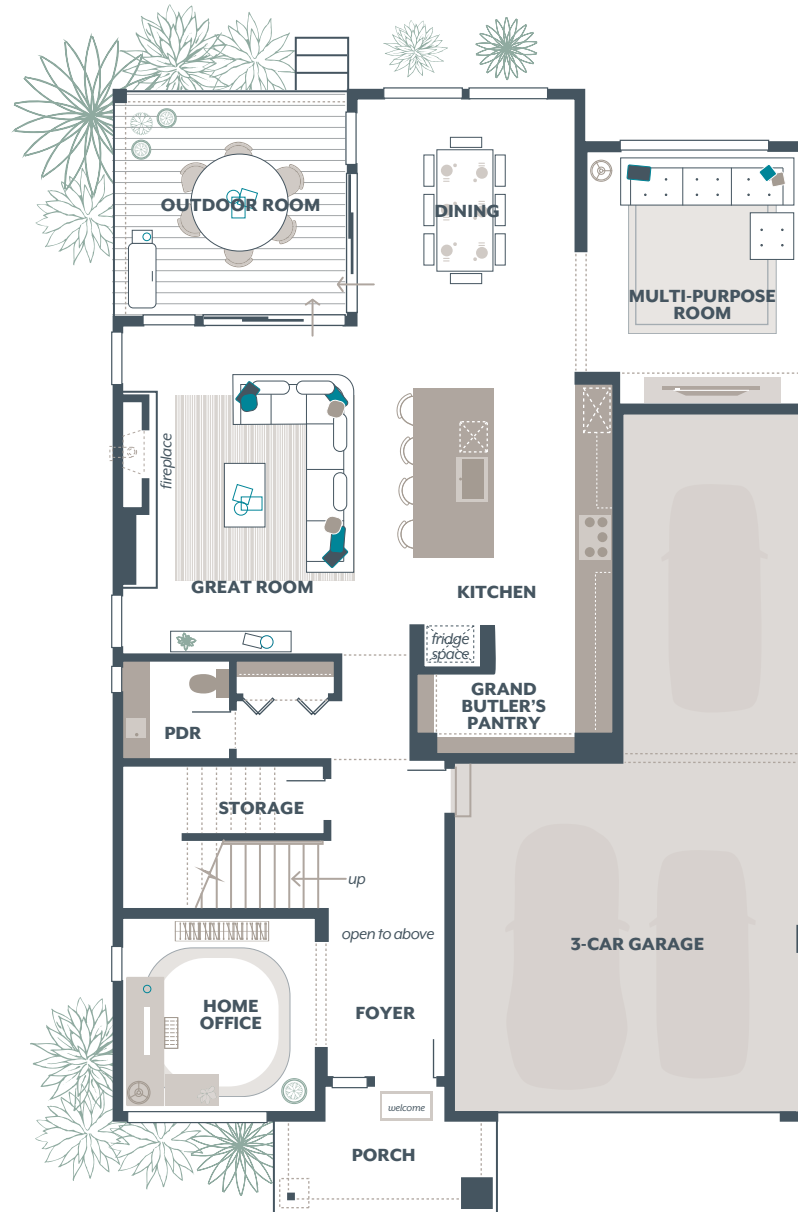 OUTDOOR ROOM
DINING
MULTI-PURPOSE
ROOM
fireplace
GREAT ROOM
KITCHEN
fridge
space
GRAND
BUTLER'S
PANTRY
PDR
STORAGE
up
open to above
3-CAR GARAGE
HOME
OFFICE
FOYER
welcome
PORCH